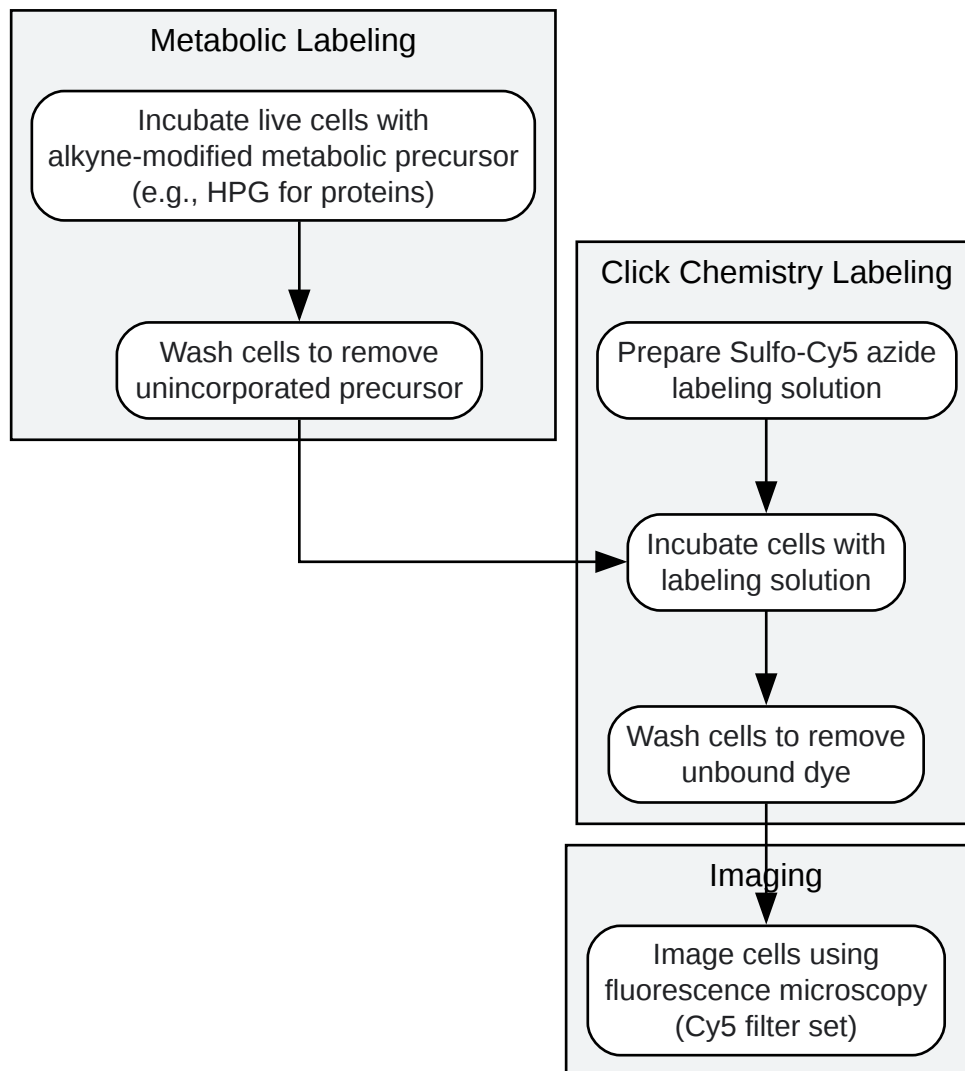 Metabolic Labeling
Incubate live cells with
alkyne-modified metabolic precursor
(e.g., HPG for proteins)
Wash cells to remove
unincorporated precursor
Click Chemistry Labeling
Prepare Sulfo-Cy5 azide
labeling solution
Incubate cells with
labeling solution
Wash cells to remove
unbound dye
Imaging
Image cells using
fluorescence microscopy
(Cy5 filter set)